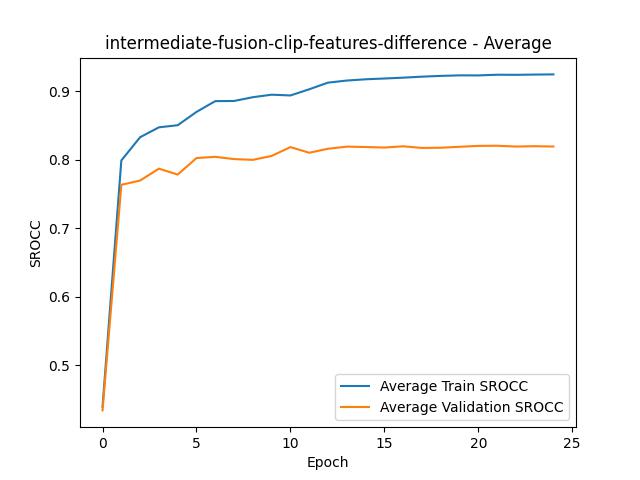 intermediate-fusion-clip-features-difference - Average
SROCC
0.9
0.8
0.7
0.6
0.5
Average Train SROCC
Average Validation SROCC
0 5 10 15 20 25
Epoch